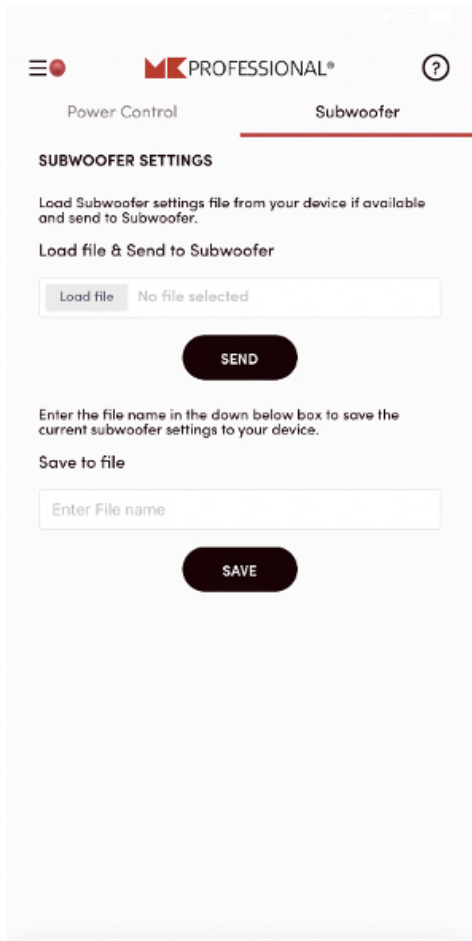 MK PROFESSIONAL®
?
Power Control
Subwoofer
SUBWOOFER SETTINGS
Load Subwoofer settings file from your device if available
and send to Subwoofer.
Load file & Send to Subwoofer
Load file No file selected
SEND
Enter the file name in the down below box to save the
current subwoofer settings to your device.
Save to file
Enter File name
SAVE